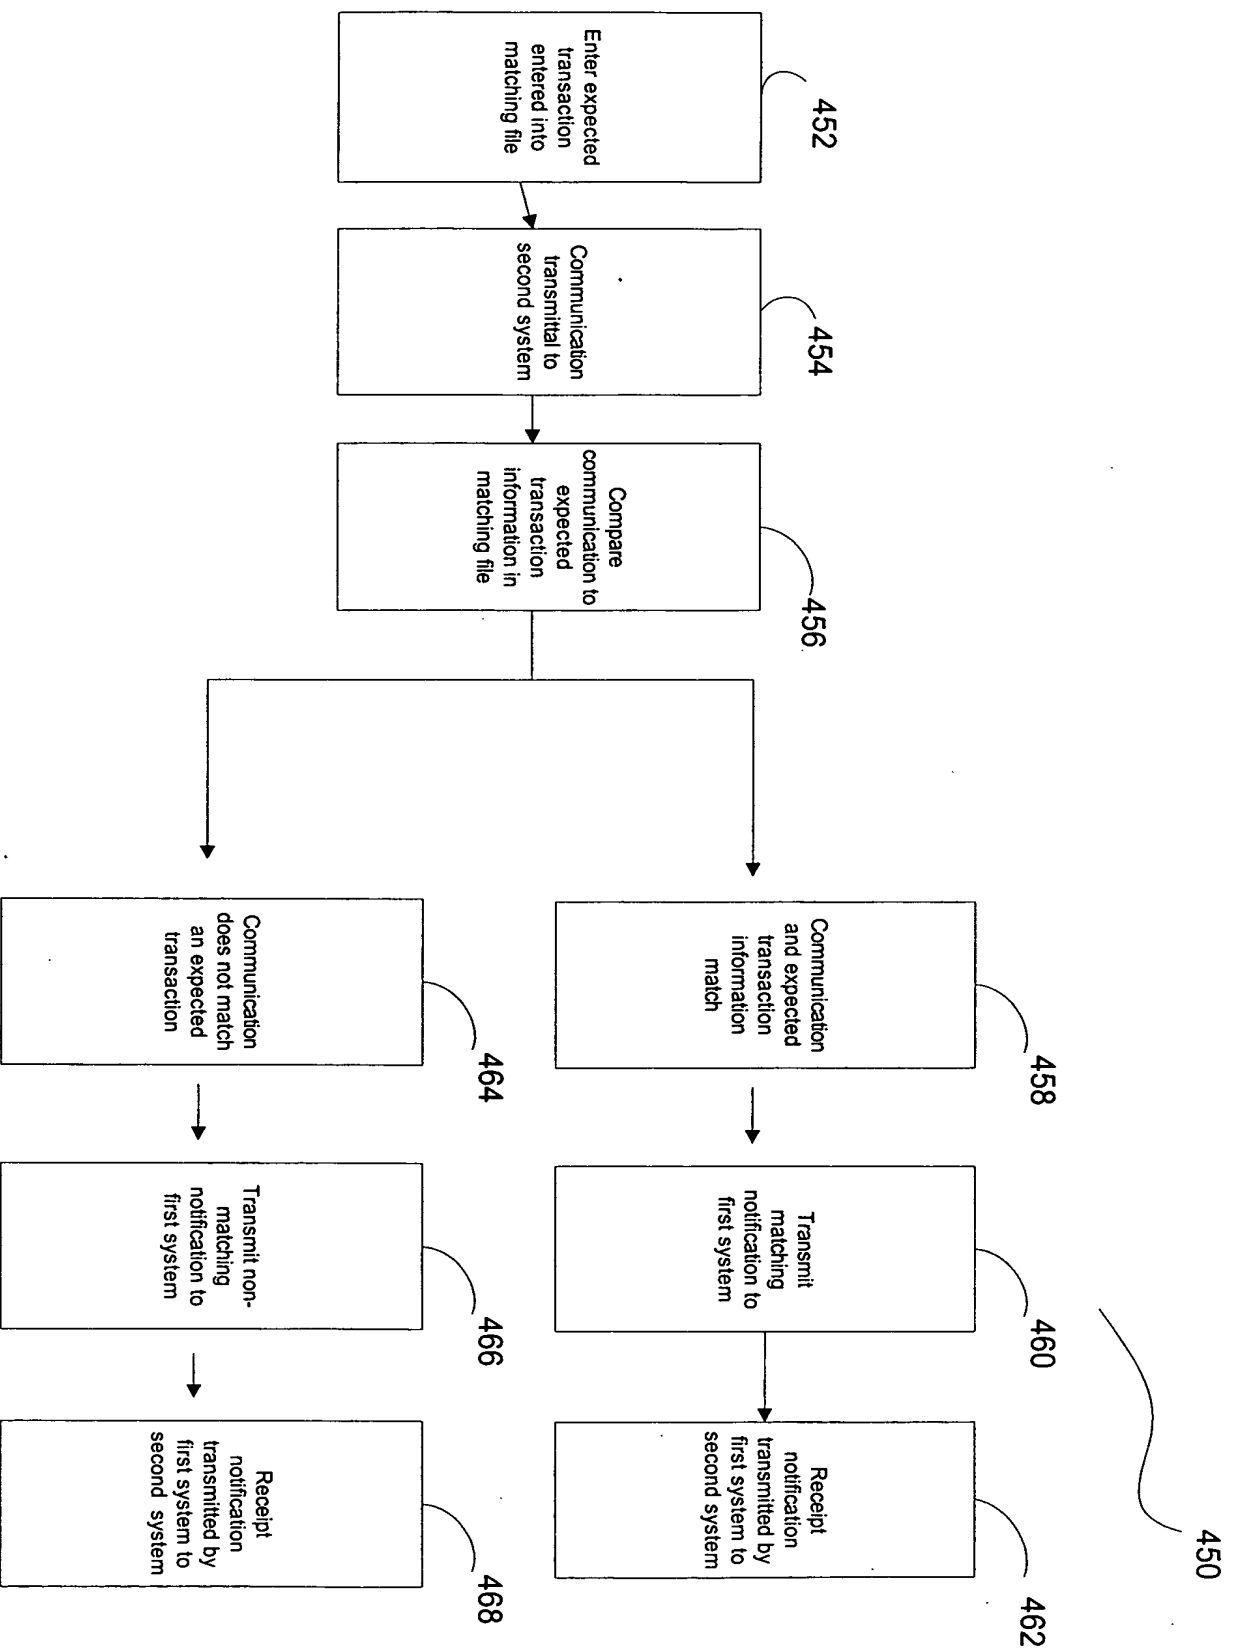 450
452
Enter expected
transaction
entered into
matching file
454
Communication
transmittal to
second system
456
Compare
communication to
expected
transaction
information in
matching file
458
Communication
and expected
transaction
information
match
460
Transmit
matching
notification to
first system
462
Receipt
notification
transmitted by
first system to
second system
464
Communication
does not match
an expected
transaction
466
Transmit non-
matching
notification to
first system
468
Receipt
notification
transmitted by
first system to
second system